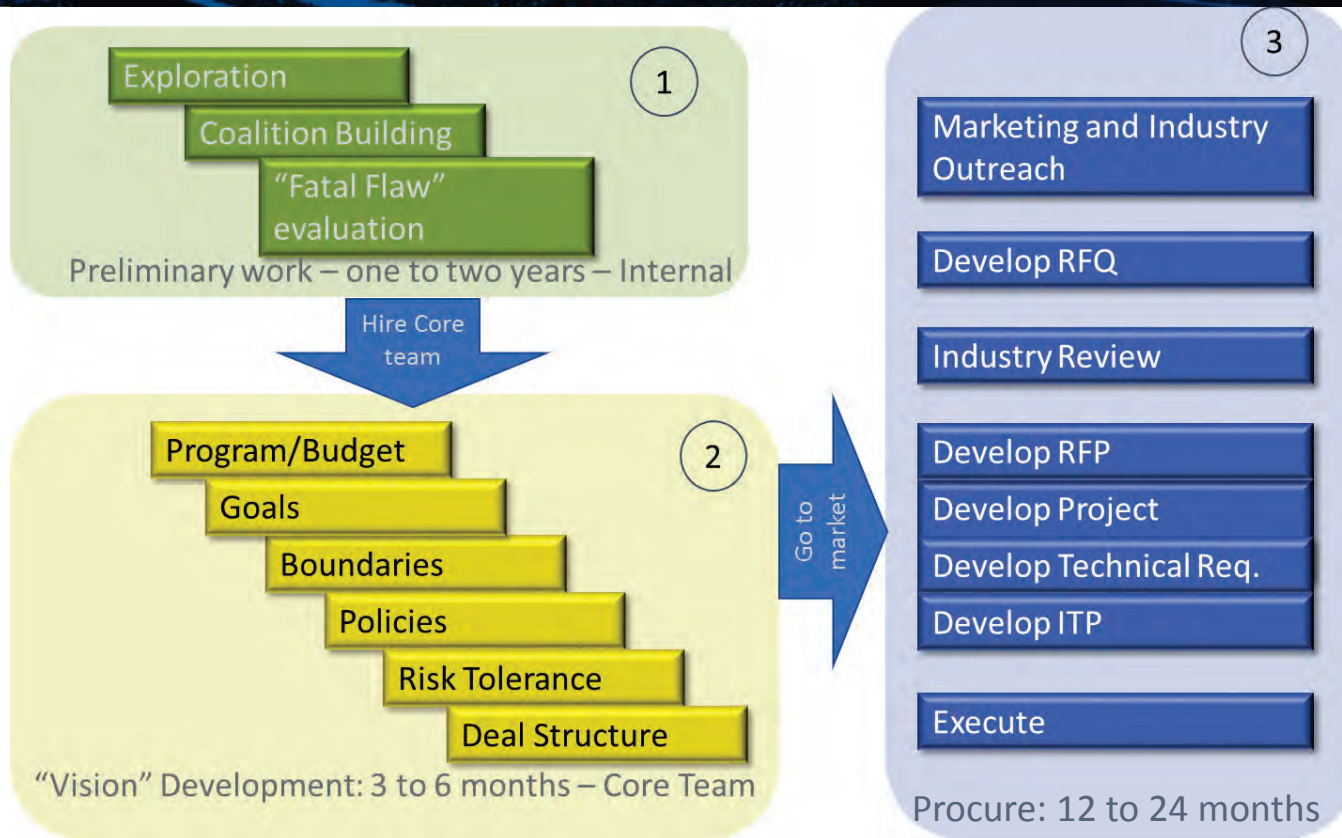 1
Exploration
Coalition Building
“Fatal Flaw”
evaluation
Preliminary work – one to two years – Internal
Hire Core
team
2
Program/Budget
Goals
Boundaries
Policies
Risk Tolerance
Deal Structure
“Vision” Development: 3 to 6 months – Core Team
Go to
market
3
Marketing and Industry
Outreach
Develop RFQ
Industry Review
Develop RFP
Develop Project
Develop Technical Req.
Develop ITP
Execute
Procure: 12 to 24 months